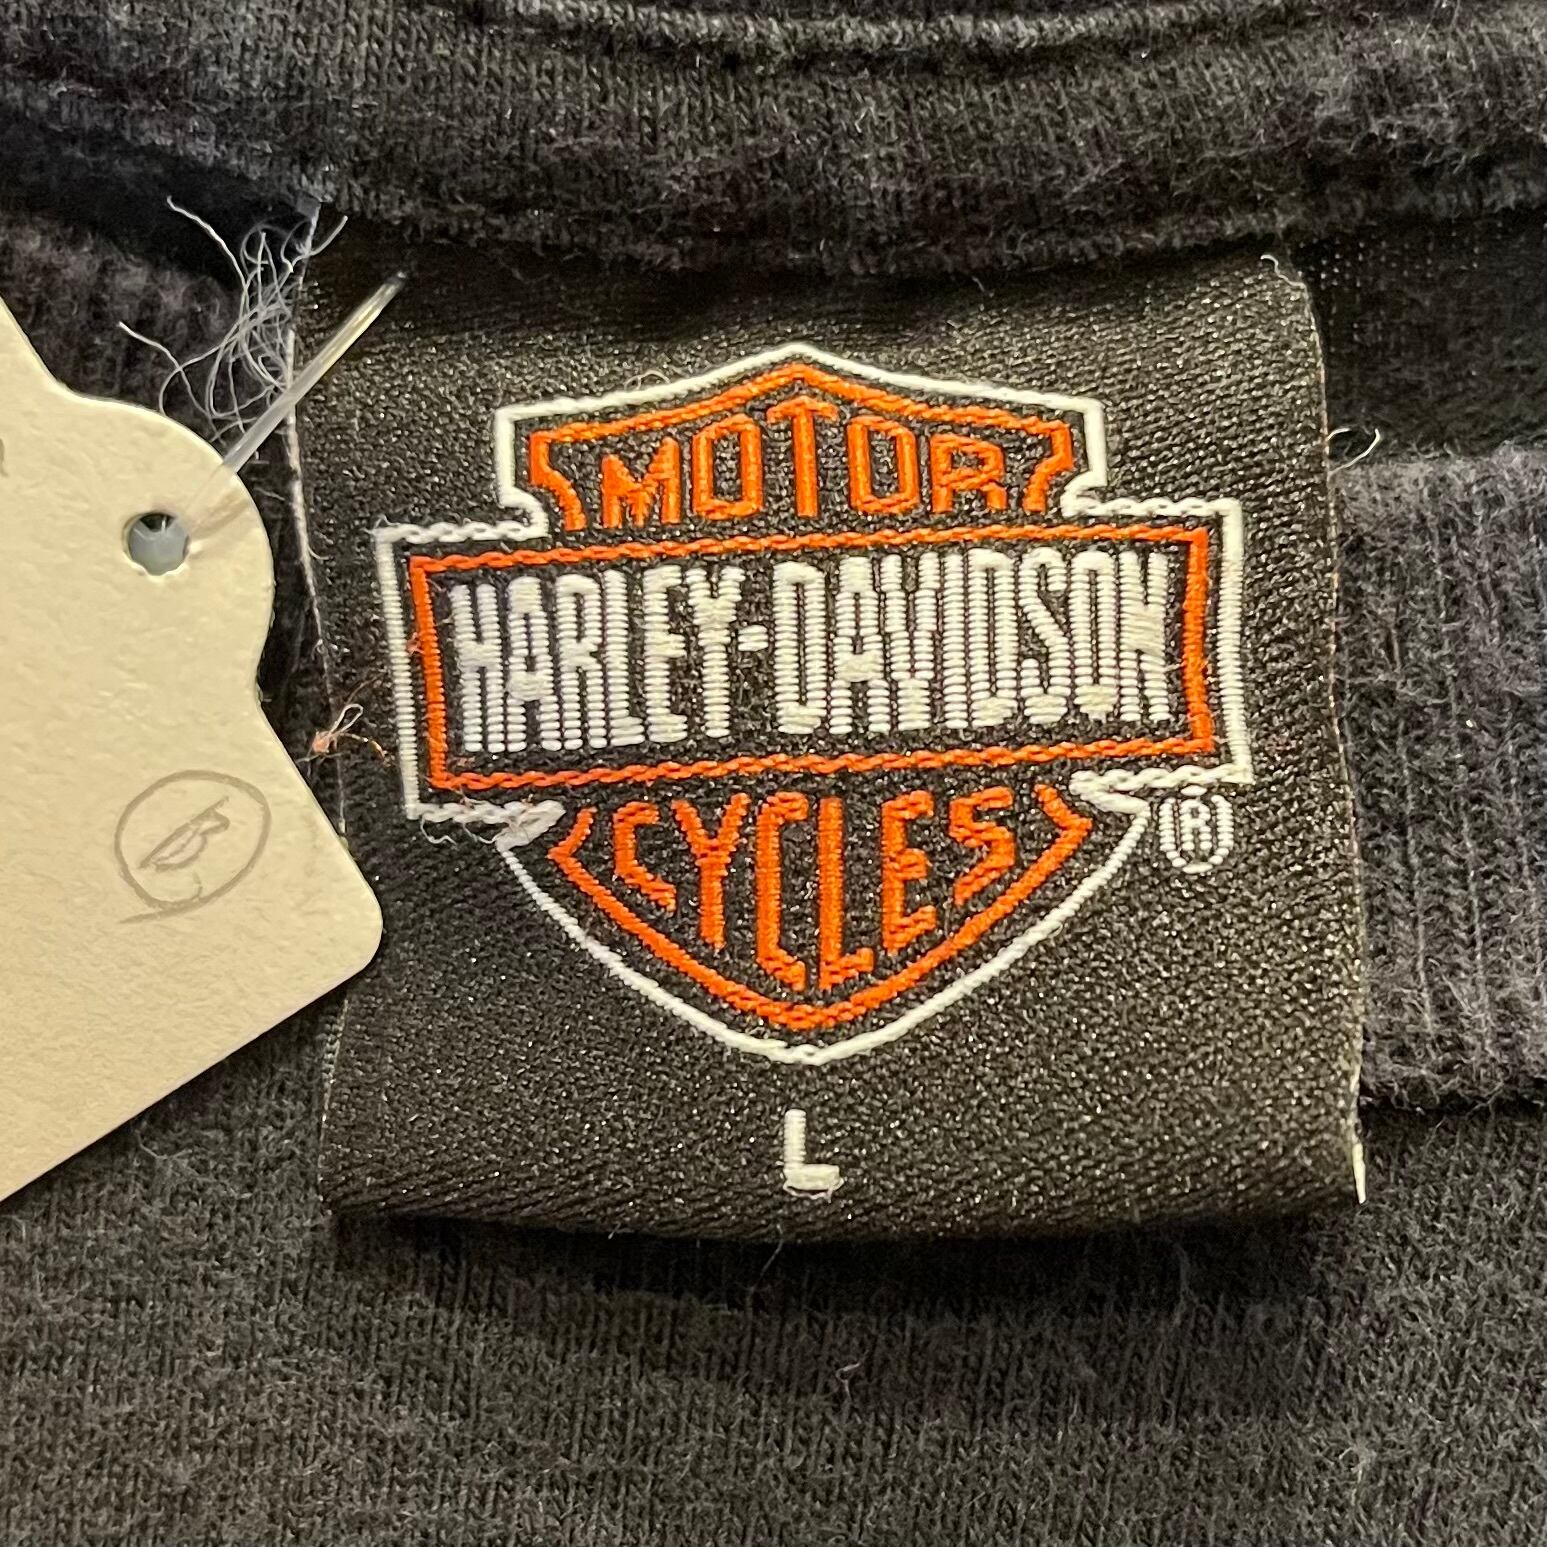 MOTOR
HARLEY-DAVIDSON
CYCLES
®
L